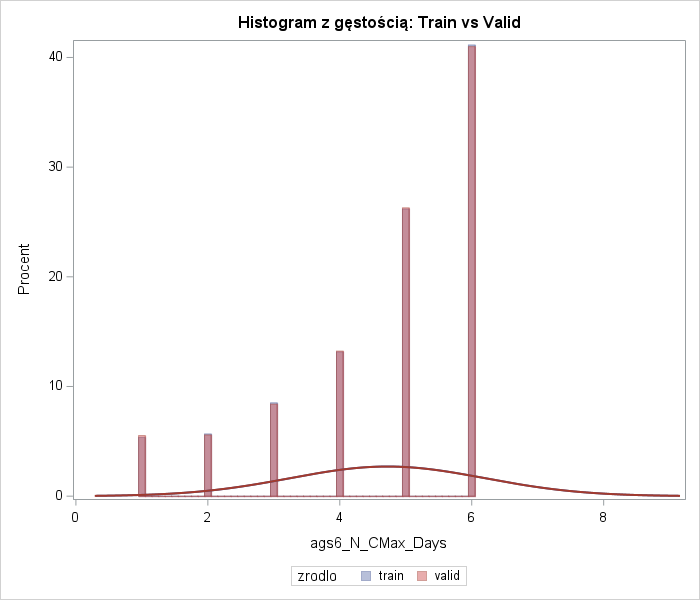 Histogram z gęstością: Train vs Valid
40
30
20
10
0
Procent
0 2 4 6 8
ags6_N_CMax_Days
zrodlo train valid